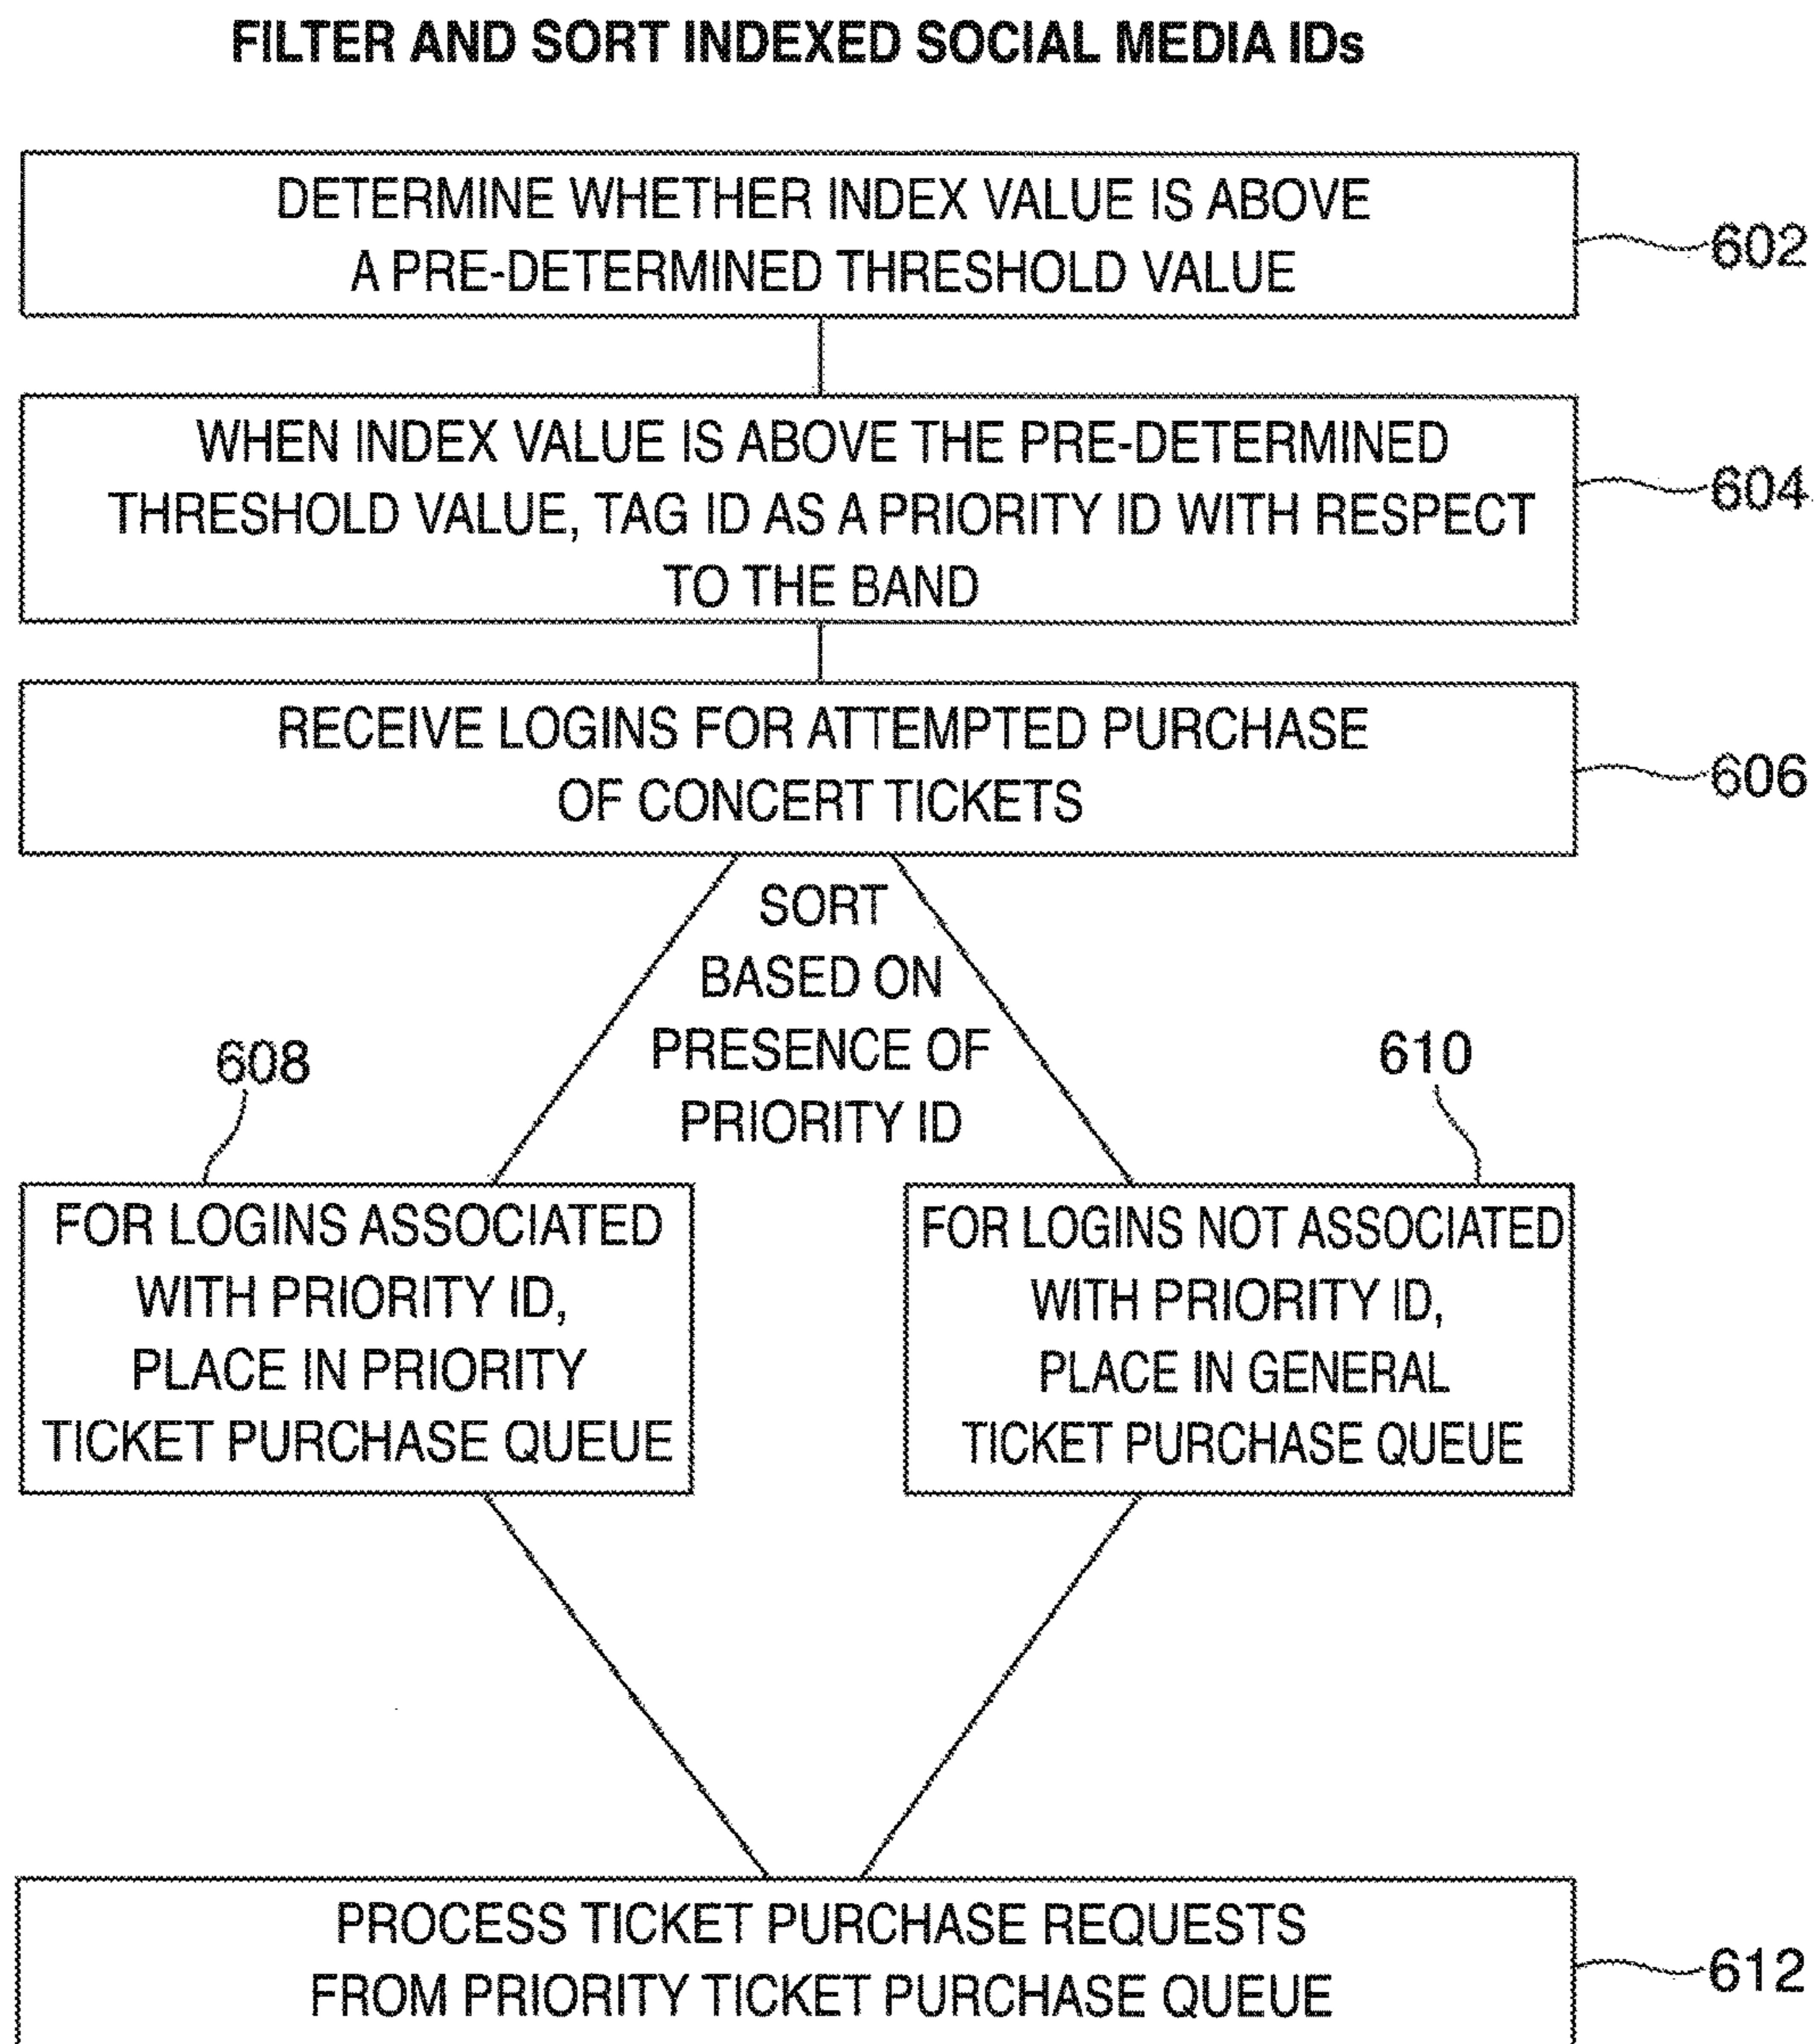 FILTER AND SORT INDEXED SOCIAL MEDIA IDs
DETERMINE WHETHER INDEX VALUE IS ABOVE
A PRE-DETERMINED THRESHOLD VALUE
602
WHEN INDEX VALUE IS ABOVE THE PRE-DETERMINED
THRESHOLD VALUE, TAG ID AS A PRIORITY ID WITH RESPECT
TO THE BAND
604
RECEIVE LOGINS FOR ATTEMPTED PURCHASE
OF CONCERT TICKETS
606
SORT
BASED ON
PRESENCE OF
PRIORITY ID
608
FOR LOGINS ASSOCIATED
WITH PRIORITY ID,
PLACE IN PRIORITY
TICKET PURCHASE QUEUE
610
FOR LOGINS NOT ASSOCIATED
WITH PRIORITY ID,
PLACE IN GENERAL
TICKET PURCHASE QUEUE
PROCESS TICKET PURCHASE REQUESTS
FROM PRIORITY TICKET PURCHASE QUEUE
612